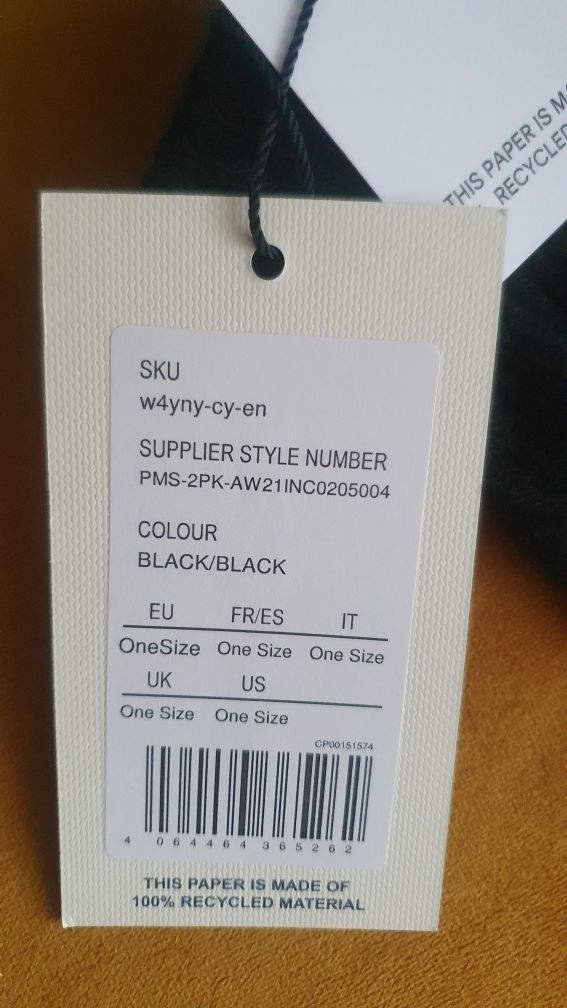 THIS PAPER IS MA
RECYCLED
SKU
w4yny-cy-en
SUPPLIER STYLE NUMBER
PMS-2PK-AW21INC0205004
COLOUR
BLACK/BLACK
EU FR/ES IT
OneSize One Size One Size
UK US
One Size One Size
CP00151574
4 064464 365262
THIS PAPER IS MADE OF
100% RECYCLED MATERIAL